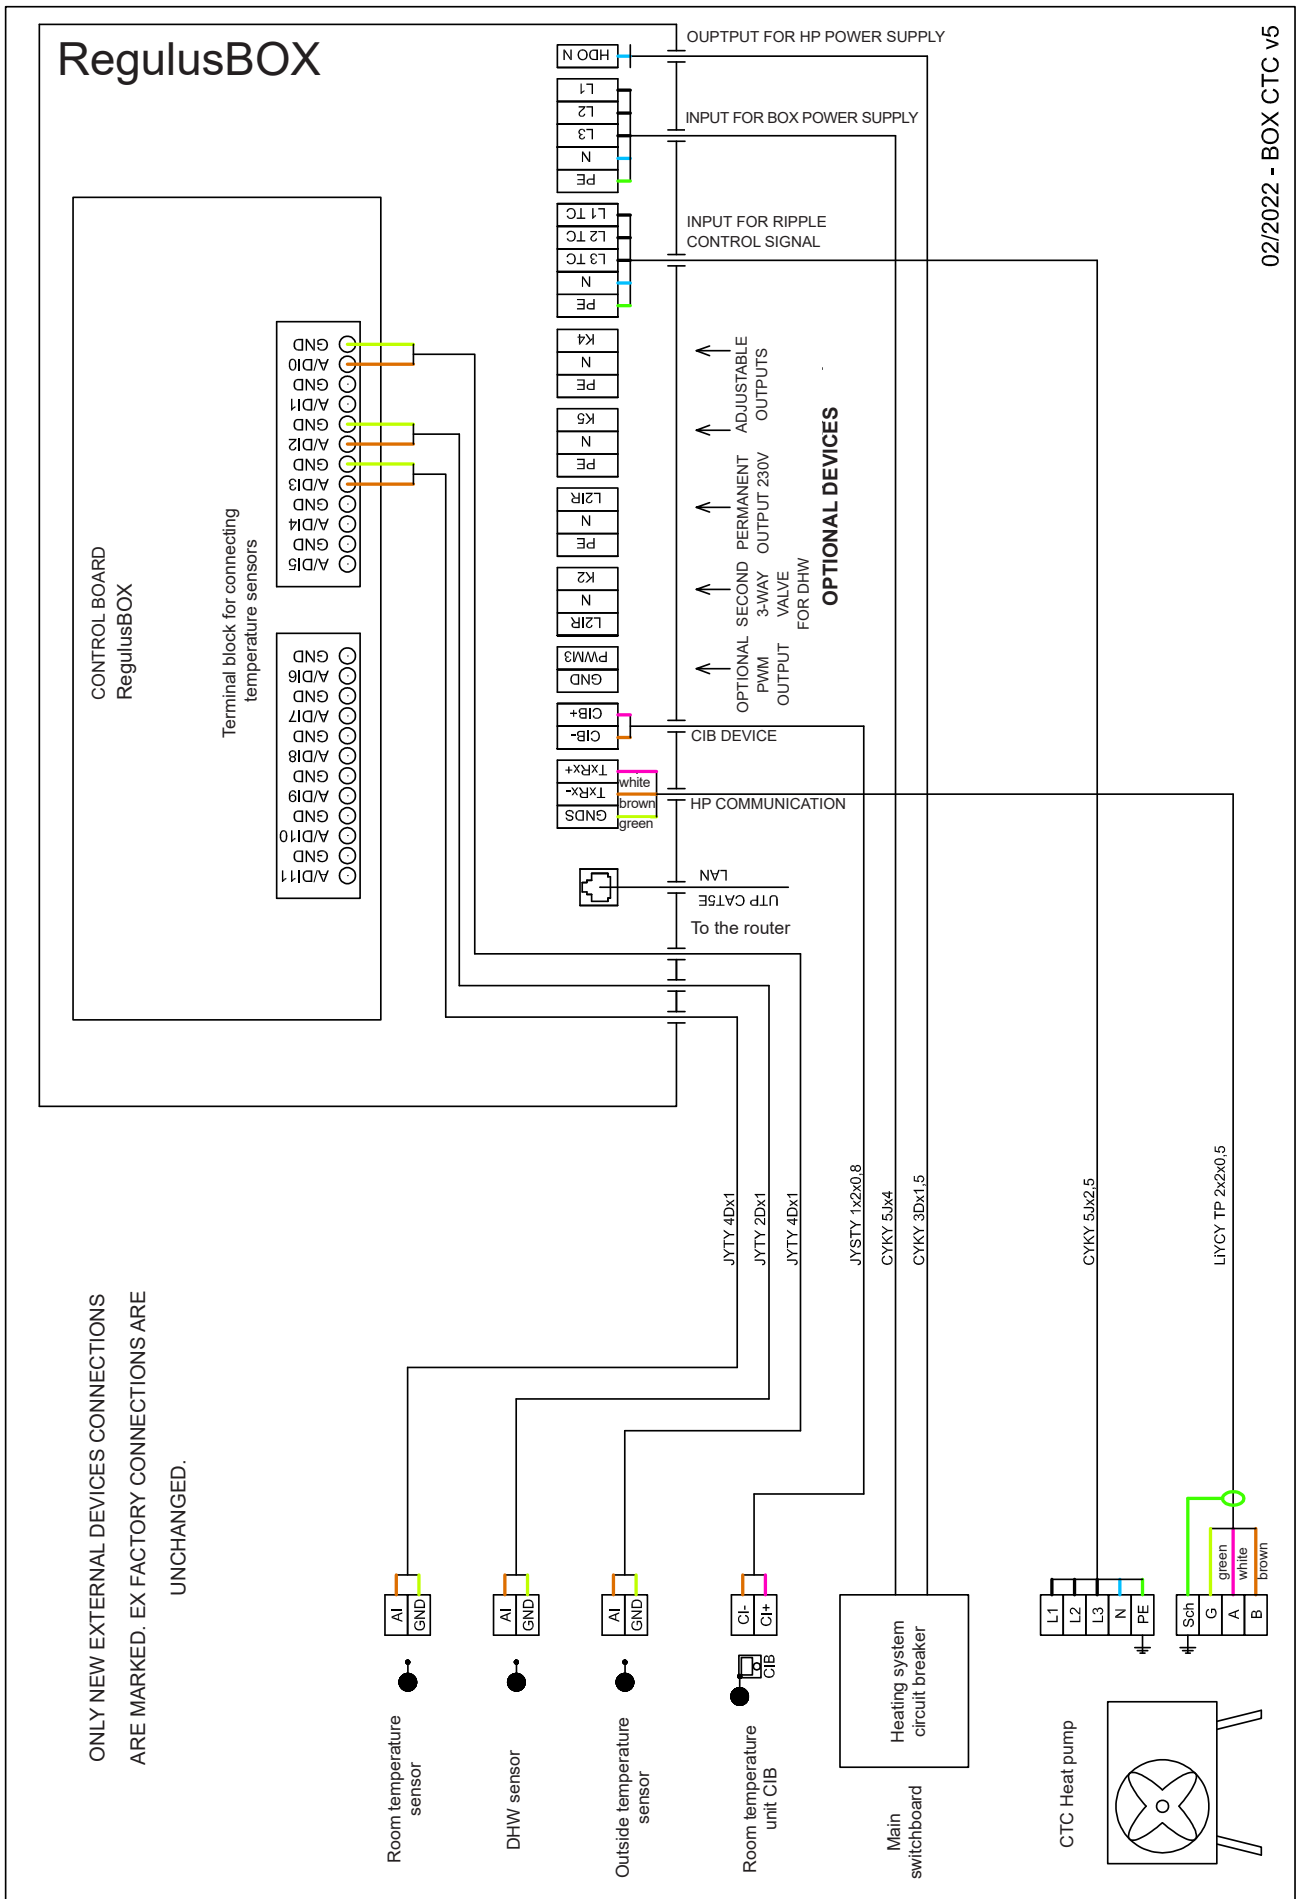 RegulusBOX
02/2022 - BOX CTC v5
OUPTPUT FOR HP POWER SUPPLY
HDO N
L1
L2
L3
N
PE
INPUT FOR BOX POWER SUPPLY
L1 TC
L2 TC
L3 TC
N
PE
INPUT FOR RIPPLE
CONTROL SIGNAL
K4
N
PE
K5
N
PE
ADJUSTABLE
OUTPUTS
L2IR
N
PE
PERMANENT
OUTPUT 230V
K2
N
L2IR
SECOND
3-WAY
VALVE
FOR DHW
PWM3
GND
OPTIONAL
PWM
OUTPUT
OPTIONAL DEVICES
CIB+
CIB-
CIB DEVICE
TxRx+
TxRx-
GNDS
white
brown
green
HP COMMUNICATION
LAN
UTP CAT5E
To the router
CONTROL BOARD
RegulusBOX
Terminal block for connecting
temperature sensors
GND
A/DI0
GND
A/DI1
GND
A/DI2
GND
A/DI3
GND
A/DI4
GND
A/DI5
GND
A/DI6
GND
A/DI7
GND
A/DI8
GND
A/DI9
GND
A/DI10
GND
A/DI11
JYTY 4Dx1
JYTY 2Dx1
JYTY 4Dx1
JYSTY 1x2x0,8
CYKY 5Jx4
CYKY 3Dx1,5
CYKY 5Jx2,5
LiYCY TP 2x2x0,5
ONLY NEW EXTERNAL DEVICES CONNECTIONS
ARE MARKED. EX FACTORY CONNECTIONS ARE
UNCHANGED.
AI
GND
Room temperature
sensor
AI
GND
DHW sensor
AI
GND
Outside temperature
sensor
CI-
CI+
CIB
Room temperature
unit CIB
Heating system
circuit breaker
Main
switchboard
L1
L2
L3
N
PE
green
white
brown
Sch
G
A
B
CTC Heat pump